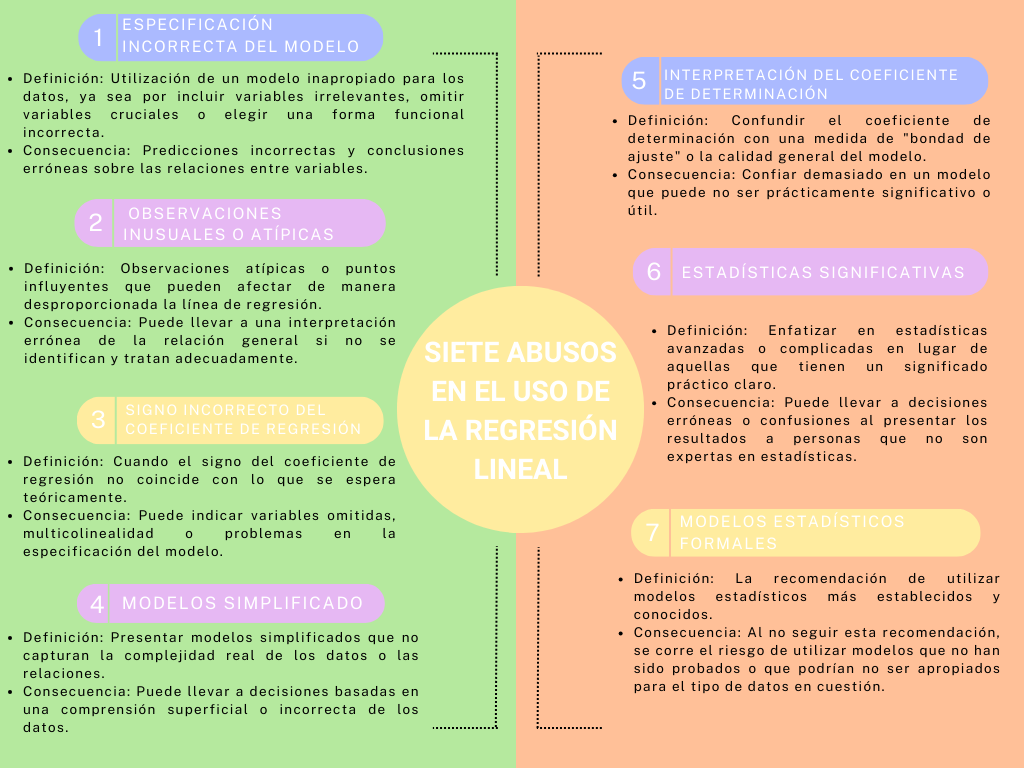 1
ESPECIFICACIÓN
INCORRECTA DEL MODELO
• Definición: Utilización de un modelo inapropiado para los
datos, ya sea por incluir variables irrelevantes, omitir
variables cruciales o elegir una forma funcional
incorrecta.
• Consecuencia: Predicciones incorrectas y conclusiones
erróneas sobre las relaciones entre variables.
2
OBSERVACIONES
INUSUALES O ATÍPICAS
• Definición: Observaciones atípicas o puntos
influyentes que pueden afectar de manera
desproporcionada la línea de regresión.
• Consecuencia: Puede llevar a una interpretación
errónea de la relación general si no se
identifican y tratan adecuadamente.
3
SIGNO INCORRECTO DEL
COEFICIENTE DE REGRESIÓN
• Definición: Cuando el signo del coeficiente de
regresión no coincide con lo que se espera
teóricamente.
• Consecuencia: Puede indicar variables omitidas,
multicolinealidad o problemas en la
especificación del modelo.
4
MODELOS SIMPLIFICADO
• Definición: Presentar modelos simplificados que no
capturan la complejidad real de los datos o las
relaciones.
• Consecuencia: Puede llevar a decisiones basadas en
una comprensión superficial o incorrecta de los
datos.
SIETE ABUSOS
EN EL USO DE
LA REGRESIÓN
LINEAL
5
INTERPRETACIÓN DEL COEFICIENTE
DE DETERMINACIÓN
• Definición: Confundir el coeficiente de
determinación con una medida de "bondad de
ajuste" o la calidad general del modelo.
• Consecuencia: Confiar demasiado en un modelo
que puede no ser prácticamente significativo o
útil.
6
ESTADÍSTICAS SIGNIFICATIVAS
• Definición: Enfatizar en estadísticas
avanzadas o complicadas en lugar de
aquellas que tienen un significado
práctico claro.
• Consecuencia: Puede llevar a decisiones
erróneas o confusiones al presentar los
resultados a personas que no son
expertas en estadísticas.
7
MODELOS ESTADÍSTICOS
FORMALES
• Definición: La recomendación de utilizar
modelos estadísticos más establecidos y
conocidos.
• Consecuencia: Al no seguir esta recomendación,
se corre el riesgo de utilizar modelos que no han
sido probados o que podrían no ser apropiados
para el tipo de datos en cuestión.